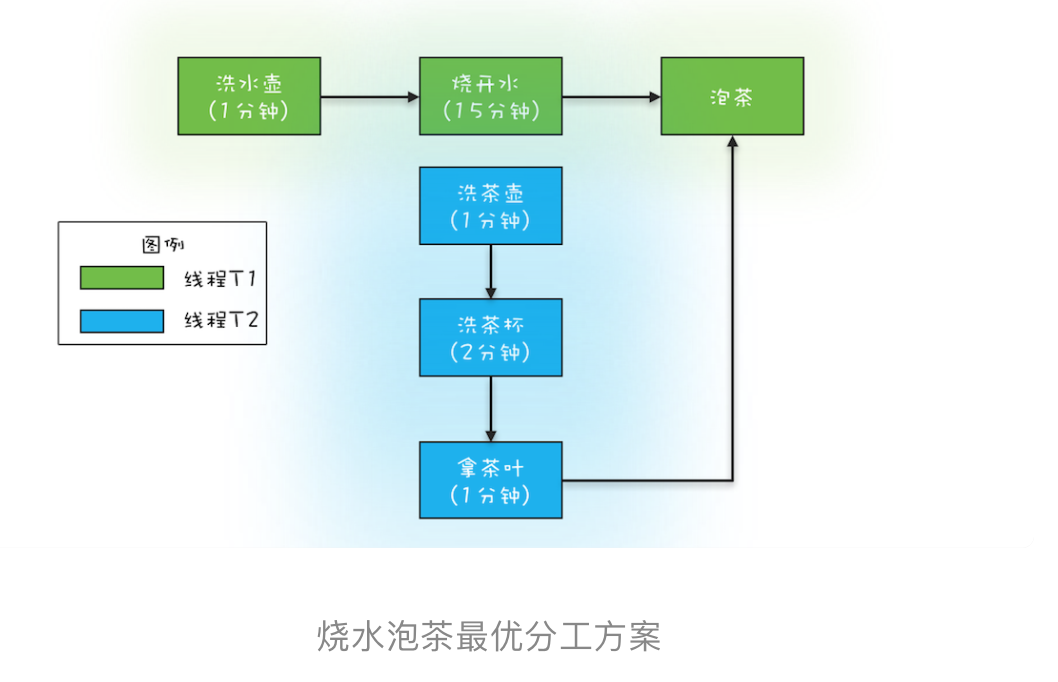 洗水壶
(1分钟)
烧开水
(15分钟)
泡茶
洗茶壶
(1分钟)
图例
线程T1
线程T2
洗茶杯
(2分钟)
拿茶叶
(1分钟)
烧水泡茶最优分工方案